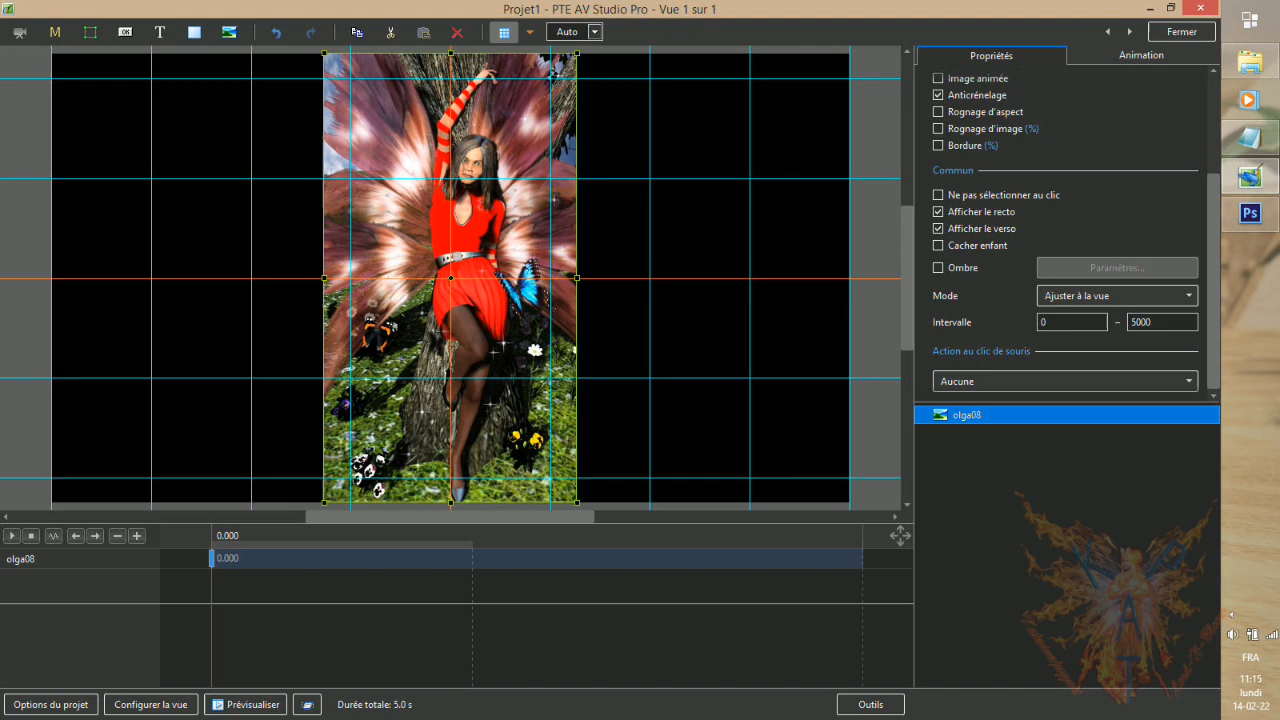 Projet1 - PTE AV Studio Pro - Vue 1 sur 1
M
OK
T
Auto
Fermer
Propriétés
Animation
Image animée
Anticrénelage
Rognage d'aspect
Rognage d'image (%)
Bordure (%)
Commun
Ne pas sélectionner au clic
Afficher le recto
Afficher le verso
Cacher enfant
Ombre
Paramètres...
Mode
Ajuster à la vue
Intervalle
0
–
5000
Action au clic de souris
Aucune
olga08
0.000
olga08
0.000
Options du projet
Configurer la vue
Prévisualiser
Durée totale: 5.0 s
Outils
Ps
FRA
11:15
lundi
14-02-22